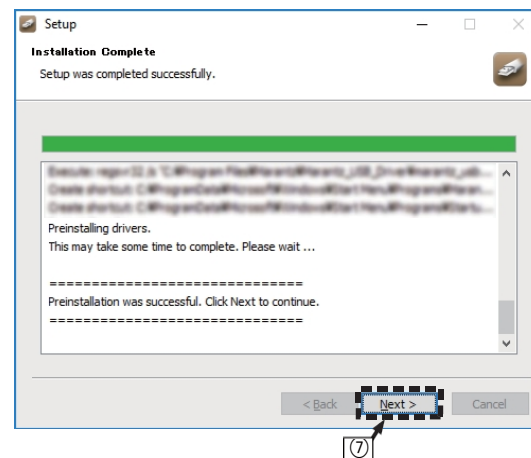 Setup
Installation Complete
Setup was completed successfully.
Preinstalling drivers.
This may take some time to complete. Please wait ...
==============================
Preinstallation was successful. Click Next to continue.
==============================
< Back
Next >
Cancel
⑦